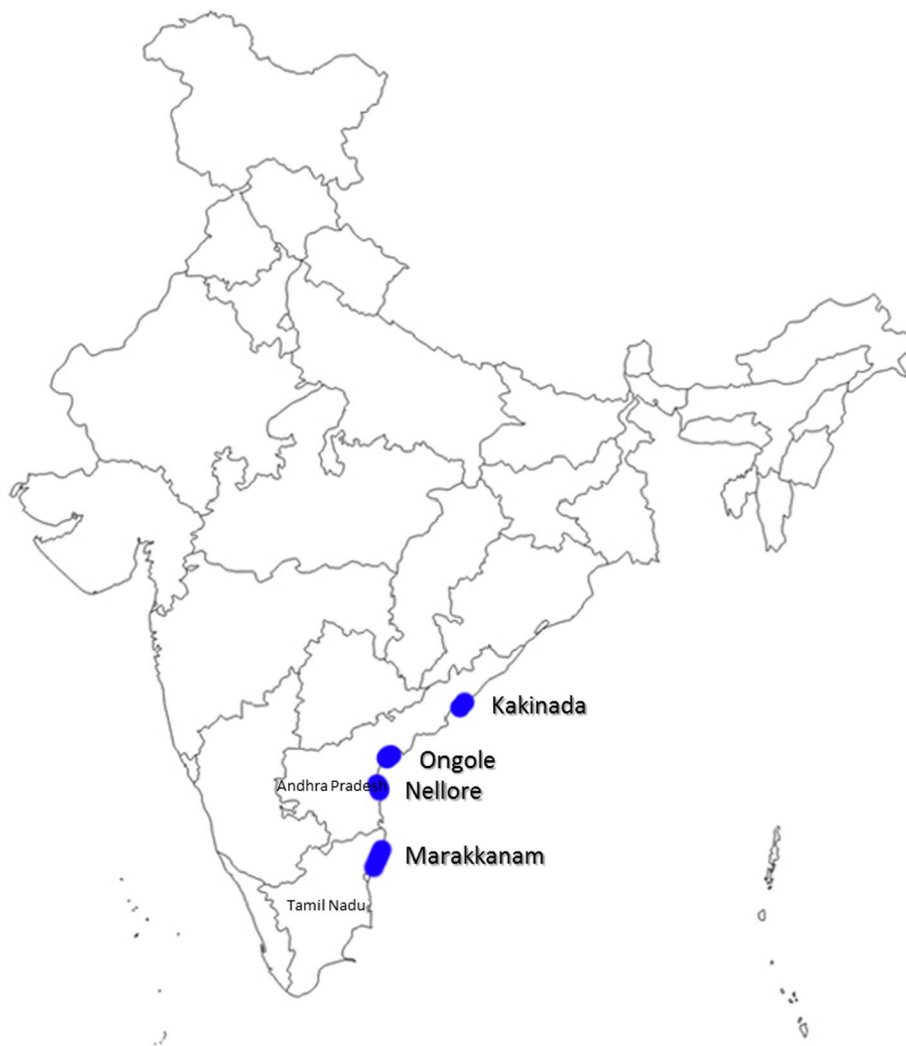 Kakinada
Ongole
Andhra Pradesh
Nellore
Marakkanam
Tamil Nadu